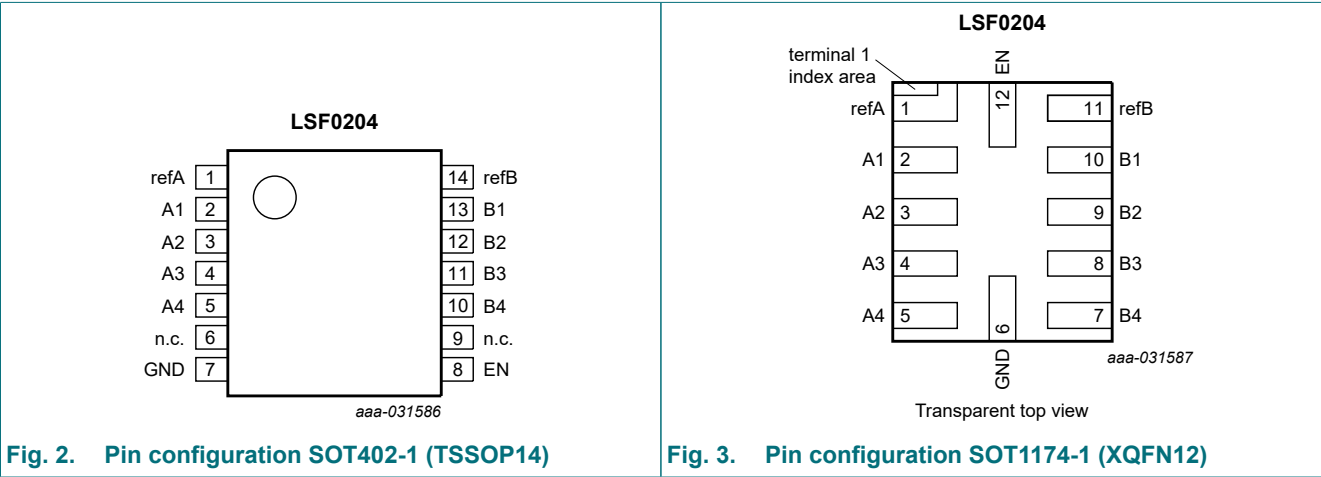 LSF0204
refA 1 14 refB
A1 2 13 B1
A2 3 12 B2
A3 4 11 B3
A4 5 10 B4
n.c. 6 9 n.c.
GND 7 8 EN
aaa-031586
Fig. 2. Pin configuration SOT402-1 (TSSOP14)
LSF0204
terminal 1
index area
EN
12
refA 1 11 refB
A1 2 10 B1
A2 3 9 B2
A3 4 8 B3
A4 5 7 B4
6
GND
aaa-031587
Transparent top view
Fig. 3. Pin configuration SOT1174-1 (XQFN12)